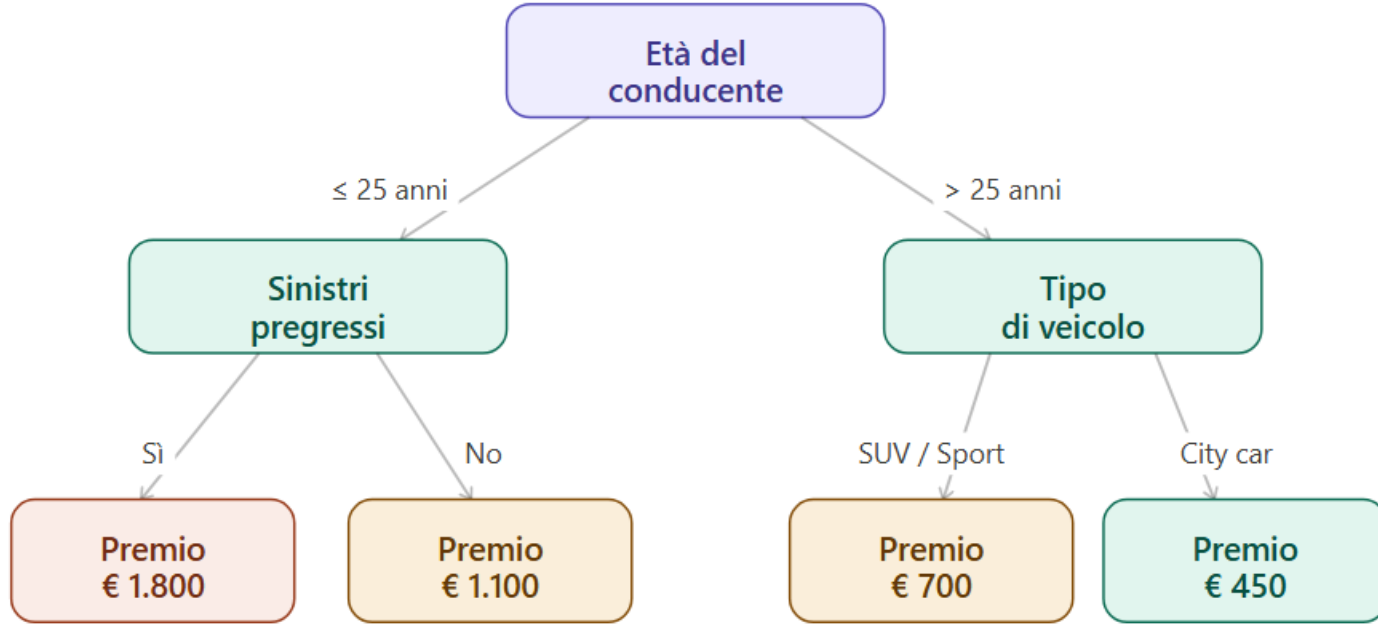 Età del
conducente
≤ 25 anni
> 25 anni
Sinistri
pregressi
Tipo
di veicolo
Sì
No
SUV / Sport
City car
Premio
€ 1.800
Premio
€ 1.100
Premio
€ 700
Premio
€ 450